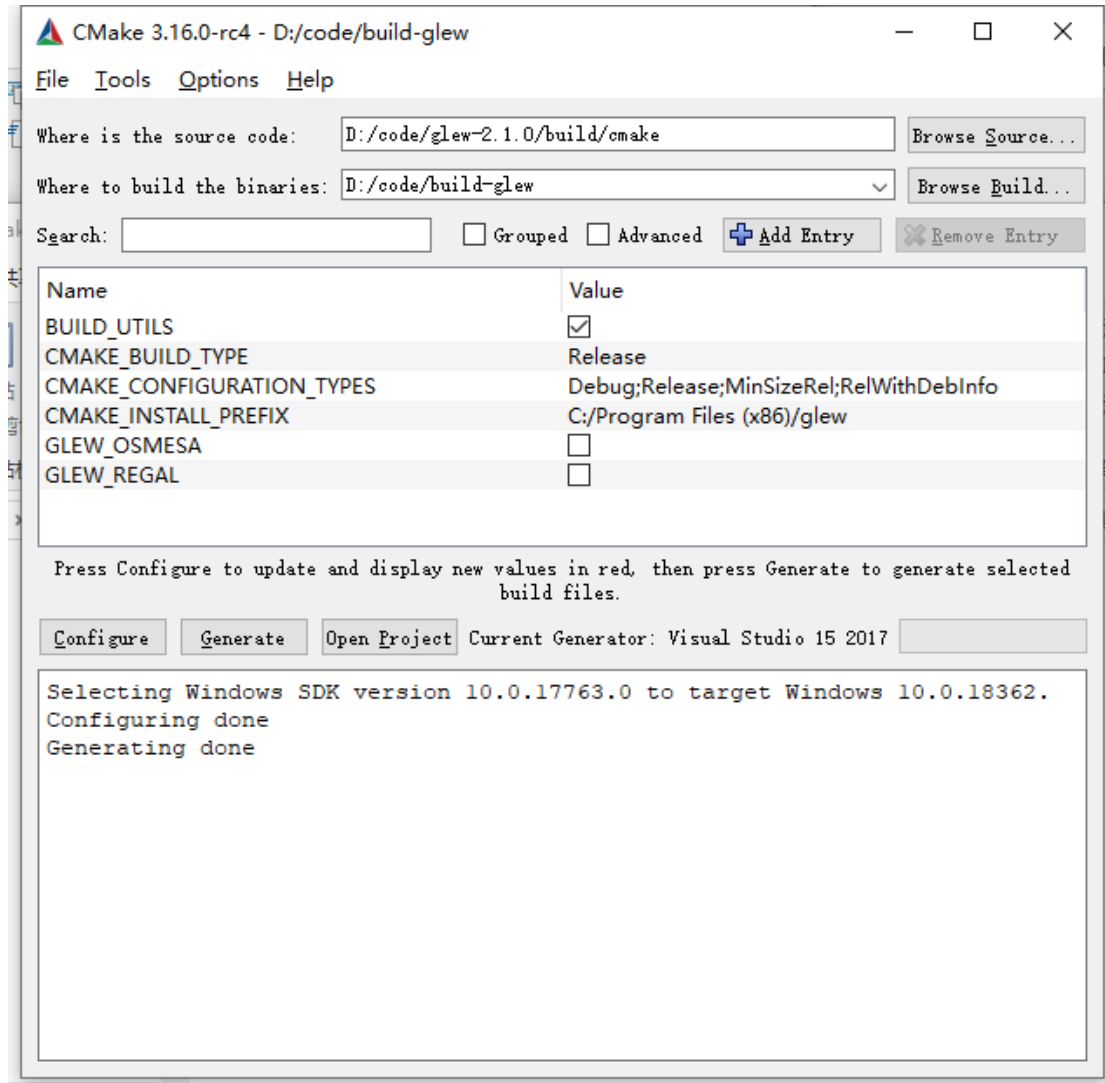 CMake 3.16.0-rc4 - D:/code/build-glew
File Tools Options Help
Where is the source code: D:/code/glew-2.1.0/build/cmake Browse Source...
Where to build the binaries: D:/code/build-glew Browse Build...
Search: Grouped Advanced Add Entry Remove Entry
Name Value
BUILD_UTILS
CMAKE_BUILD_TYPE Release
CMAKE_CONFIGURATION_TYPES Debug;Release;MinSizeRel;RelWithDebInfo
CMAKE_INSTALL_PREFIX C:/Program Files (x86)/glew
GLEW_OSMESA
GLEW_REGAL
Press Configure to update and display new values in red, then press Generate to generate selected
build files.
Configure Generate Open Project Current Generator: Visual Studio 15 2017
Selecting Windows SDK version 10.0.17763.0 to target Windows 10.0.18362.
Configuring done
Generating done